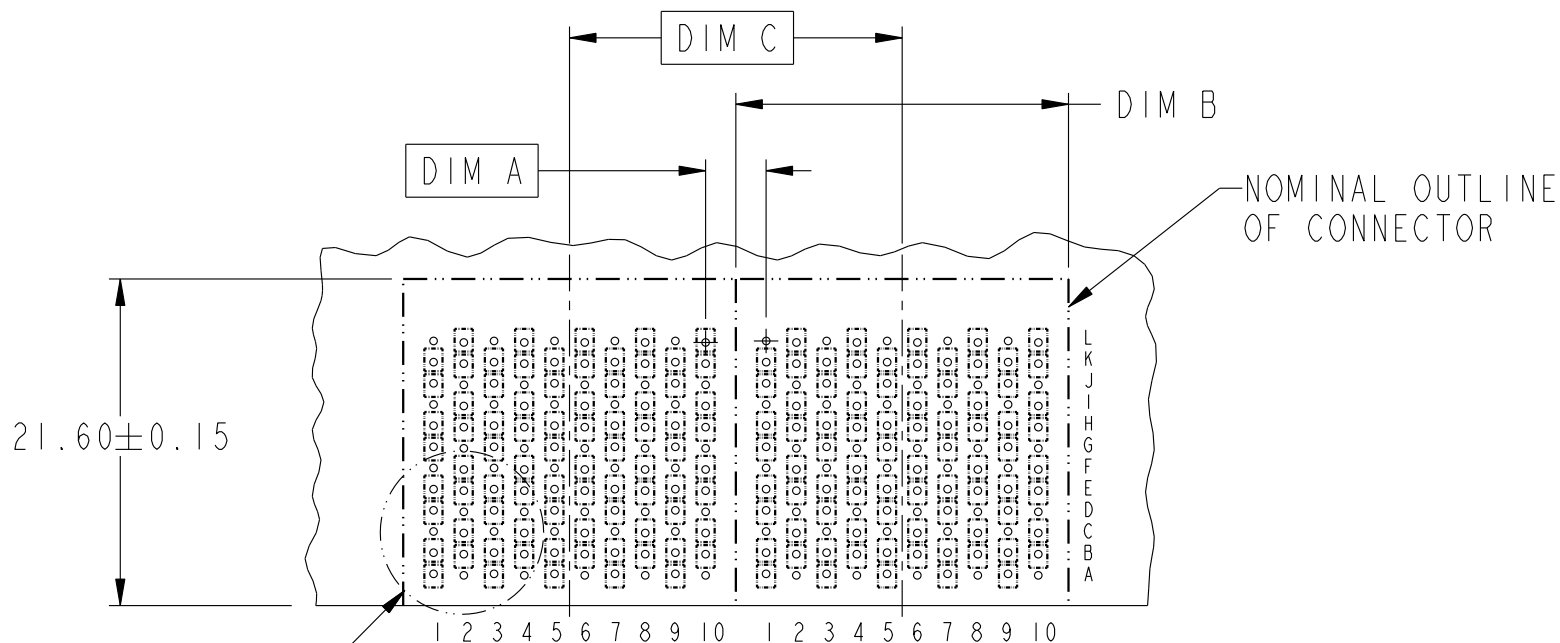 DIM C
DIM B
DIM A
NOMINAL OUTLINE
OF CONNECTOR
L
K
J
I
H
G
F
E
D
C
B
A
21.60±0.15
1 2 3 4 5 6 7 8 9 10 1 2 3 4 5 6 7 8 9 10